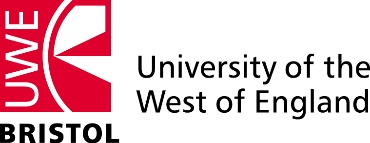 UWE
BRISTOL
University of the
West of England